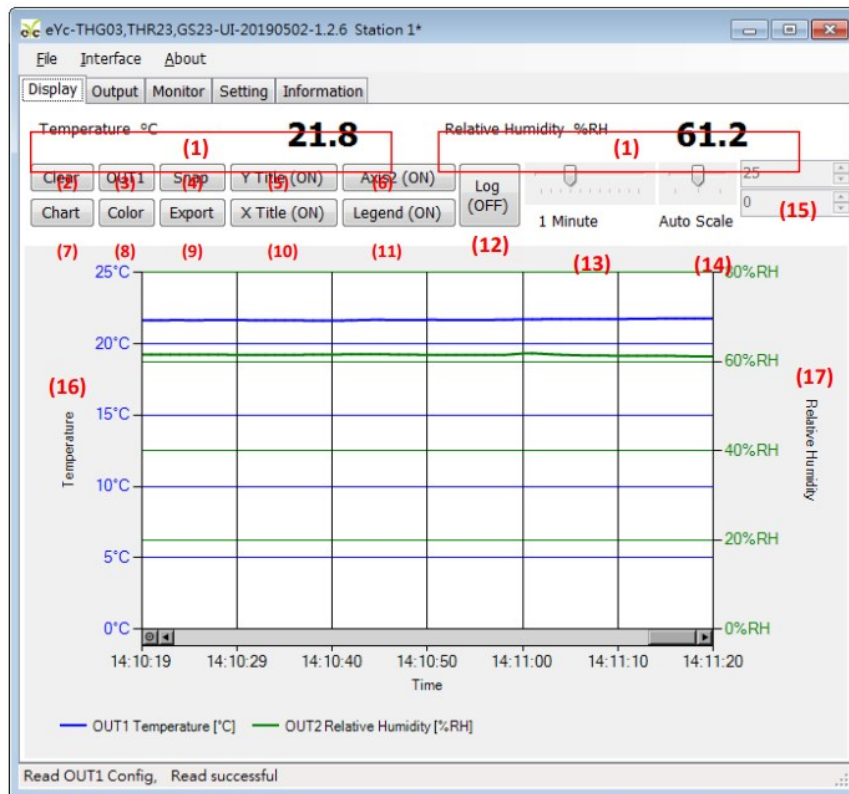 eYc-THG03,THR23,GS23-UI-20190502-1.2.6 Station 1*
File Interface About
Display Output Monitor Setting Information
Temperature ºC 21.8 Relative Humidity %RH 61.2
(1) (1)
Clear OUT1 Snap Y Title (ON) Axis2 (ON) Log (OFF) 25
(2) (3) (4) (5) (6)
Chart Color Export X Title (ON) Legend (ON) 1 Minute Auto Scale 0 (15)
(7) (8) (9) (10) (11) (12) (13) (14)
25°C 80%RH
20°C 60%RH
(16) (17)
Temperature Relative Humidity
15°C 40%RH
10°C 20%RH
5°C
0°C 0%RH
14:10:19 14:10:29 14:10:40 14:10:50 14:11:00 14:11:10 14:11:20
Time
OUT1 Temperature [°C] OUT2 Relative Humidity [%RH]
Read OUT1 Config, Read successful